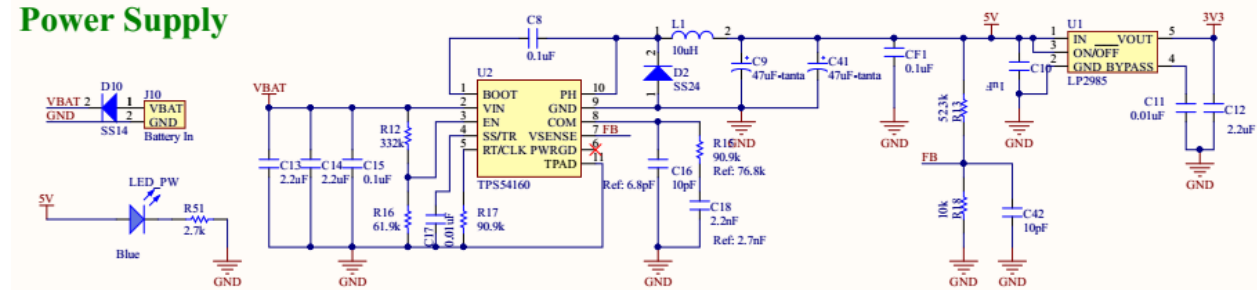 Power Supply
C8
0.1uF
L1
1
2
10uH
5V
U1
3V3
1 IN VOUT 5
3 ON/OFF
2 GND BYPASS 4
LP2985
2
D2
SS24
1
C9
47uF-tanta
C41
47uF-tanta
CF1
0.1uF
C10
1uF
C11
0.01uF
C12
2.2uF
GND
D10
VBAT 2 1
GND 2
SS14
J10
VBAT
GND
Battery In
VBAT
U2
1 BOOT PH 10
2 VIN GND 9
3 EN COM 8
4 SS/TR VSENSE 7 FB
5 RT/CLK PWRGD 6
TPAD 11
TPS54160
R12
332k
C13
2.2uF
C14
2.2uF
C15
0.1uF
R16
61.9k
C17
0.01uF
R17
90.9k
Ref: 6.8pF
C16
10pF
R15
90.9k
Ref: 76.8k
C18
2.2nF
Ref: 2.7nF
GND
GND
GND
52.3k
R13
FB
10k
R18
C42
10pF
5V
LED_PW
Blue
R51
2.7k
GND
GND
GND
GND
GND